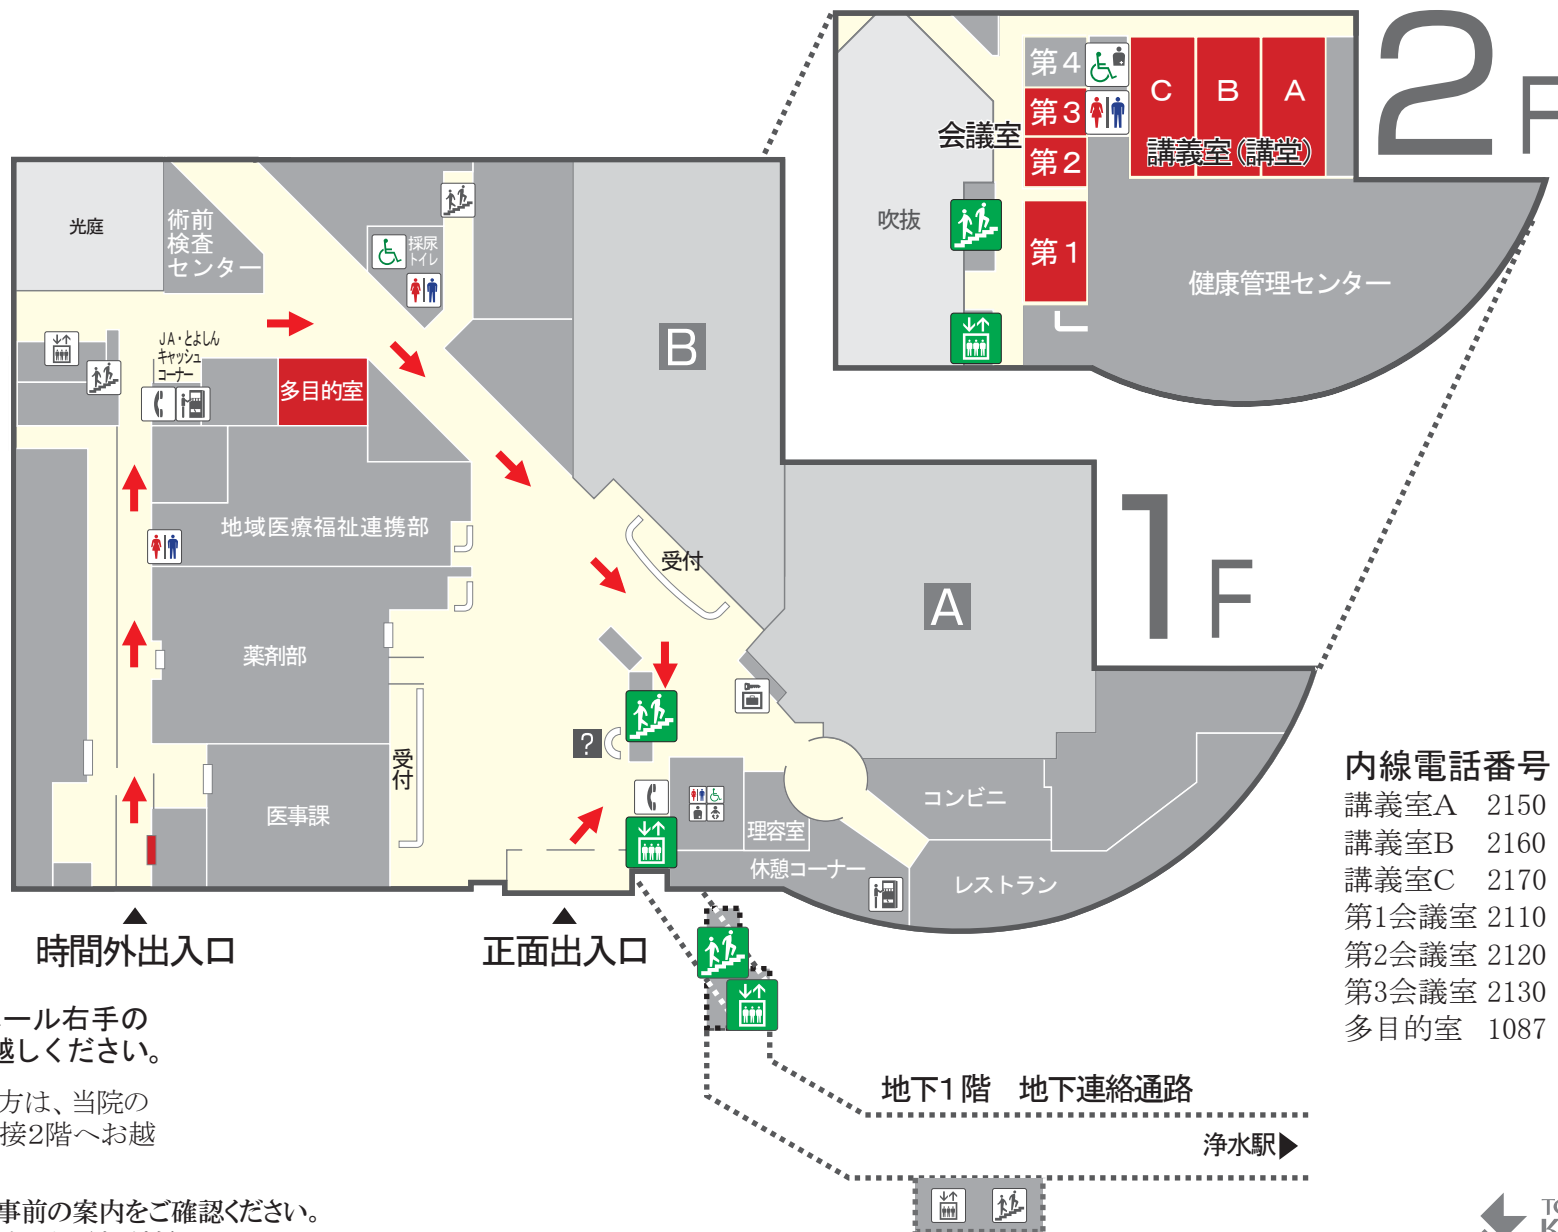 2F
第4
第3
第2
第1
会議室
C
B
A
講義室(講堂)
吹抜
健康管理センター
1F
光庭
術前
検査
センター
採尿
トイレ
JA・とよしん
キャッシュ
コーナー
多目的室
B
A
地域医療福祉連携部
受付
薬剤部
受付
医事課
?
理容室
コンビニ
休憩コーナー
レストラン
時間外出入口
正面出入口
内線電話番号
講義室A 2150
講義室B 2160
講義室C 2170
第1会議室 2110
第2会議室 2120
第3会議室 2130
多目的室 1087
ール右手の
越しください。
方は、当院の
接2階へお越
事前の案内をご確認ください。
地下1階 地下連絡通路
浄水駅▶
TO